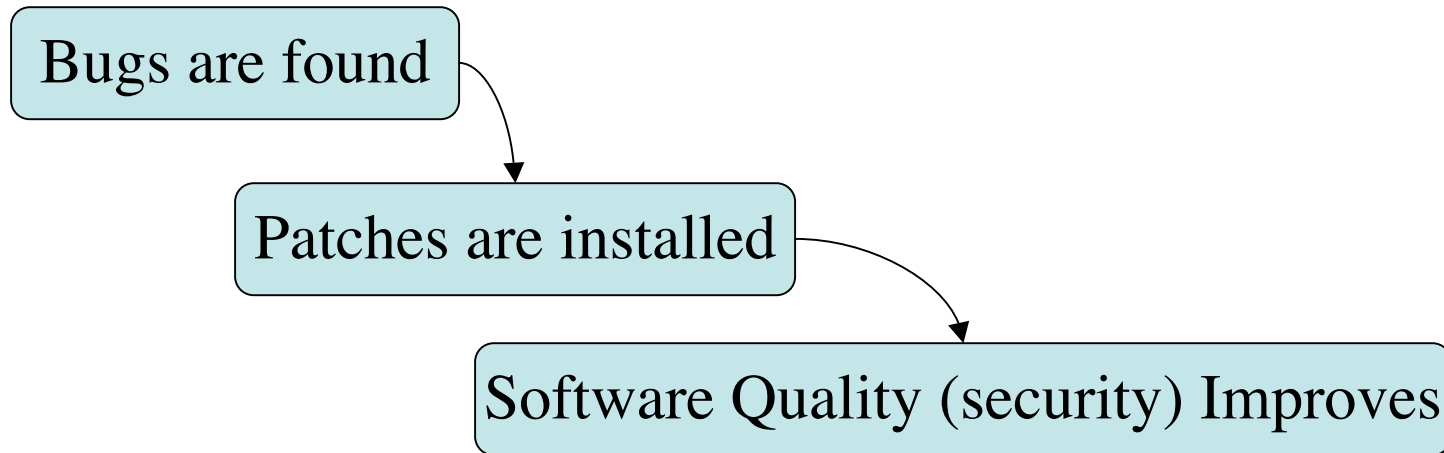 Bugs are found
Patches are installed
Software Quality (security) Improves